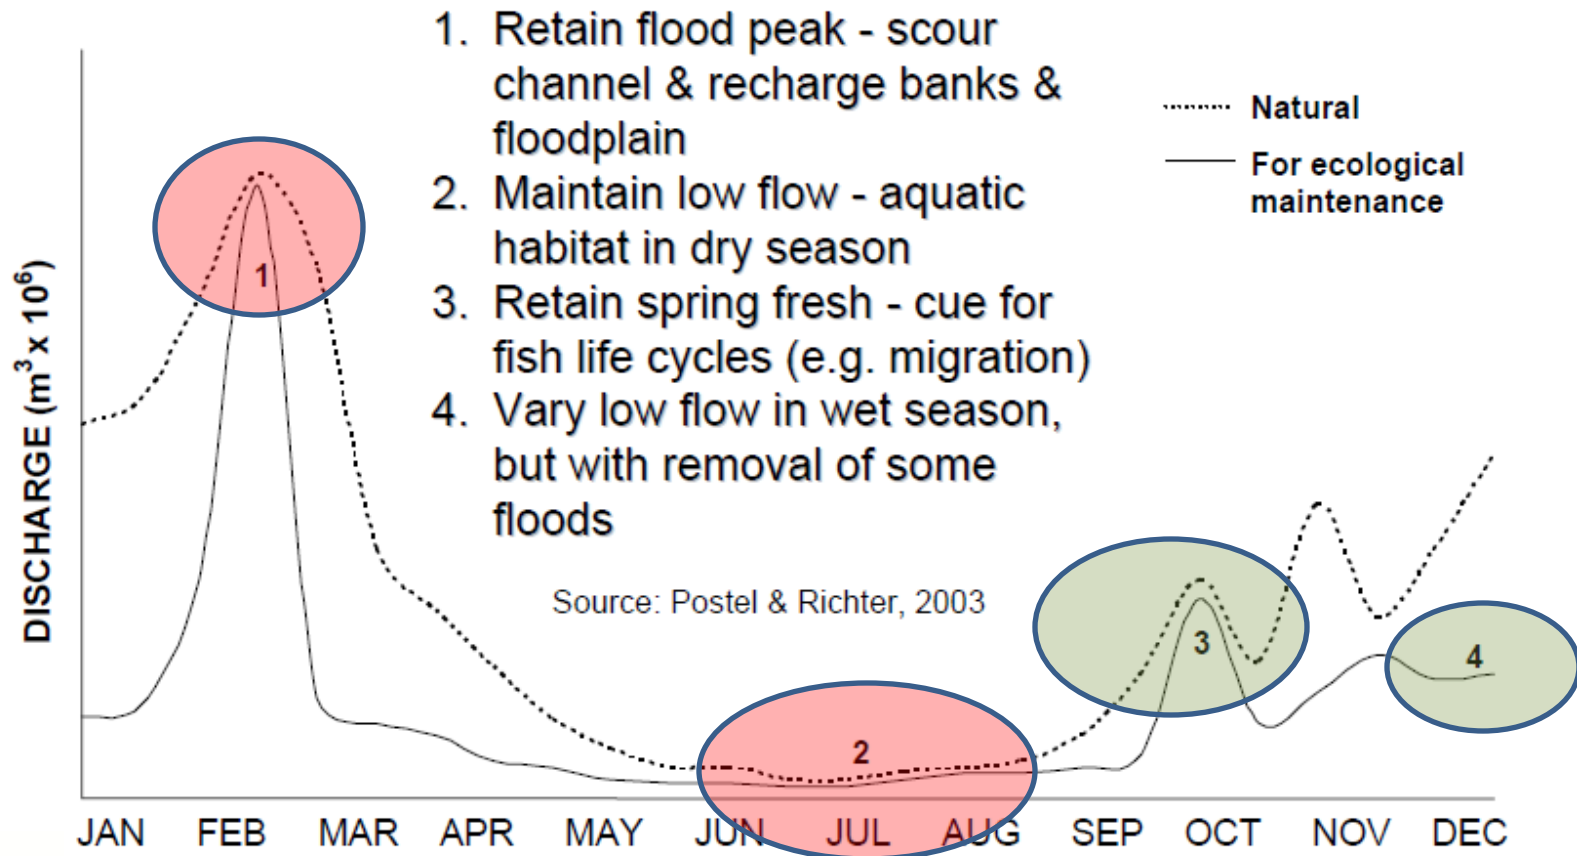 1. Retain flood peak - scour
channel & recharge banks &
floodplain
2. Maintain low flow - aquatic
habitat in dry season
3. Retain spring fresh - cue for
fish life cycles (e.g. migration)
4. Vary low flow in wet season,
but with removal of some
floods
Natural
For ecological
maintenance
Source: Postel & Richter, 2003
DISCHARGE (m³ x 10⁶)
1
2
3
4
JAN FEB MAR APR MAY JUN JUL AUG SEP OCT NOV DEC